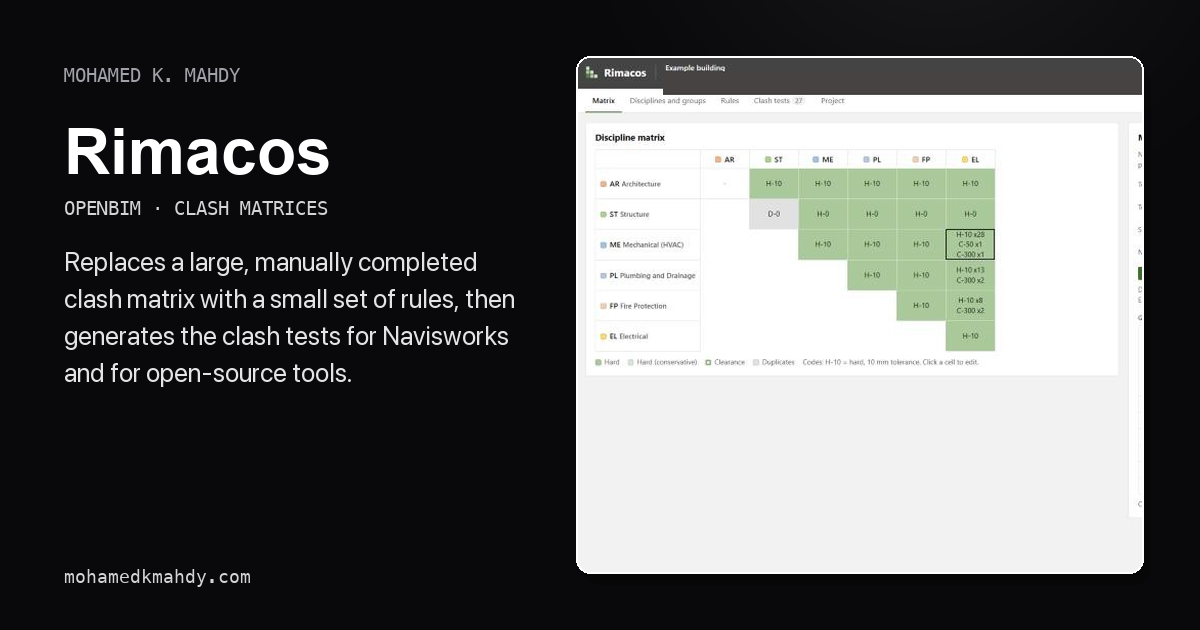 MOHAMED K. MAHDY
Rimacos
OPENBIM · CLASH MATRICES
Replaces a large, manually completed
clash matrix with a small set of rules, then
generates the clash tests for Navisworks
and for open-source tools.
mohamedkmahdy.com
Rimacos Example building
Matrix Disciplines and groups Rules Clash tests 27 Project
Discipline matrix
AR ST ME PL FP EL
AR Architecture - H-10 H-10 H-10 H-10 H-10
ST Structure D-0 H-0 H-0 H-0 H-0
ME Mechanical (HVAC) H-10 H-10 H-10 H-10 x28
C-50 x1
C-300 x1
PL Plumbing and Drainage H-10 H-10 H-10 x13
C-300 x2
FP Fire Protection H-10 H-10 x8
C-300 x2
EL Electrical H-10
Hard Hard (conservative) Clearance Duplicates Codes: H-10 = hard, 10 mm tolerance. Click a cell to edit.